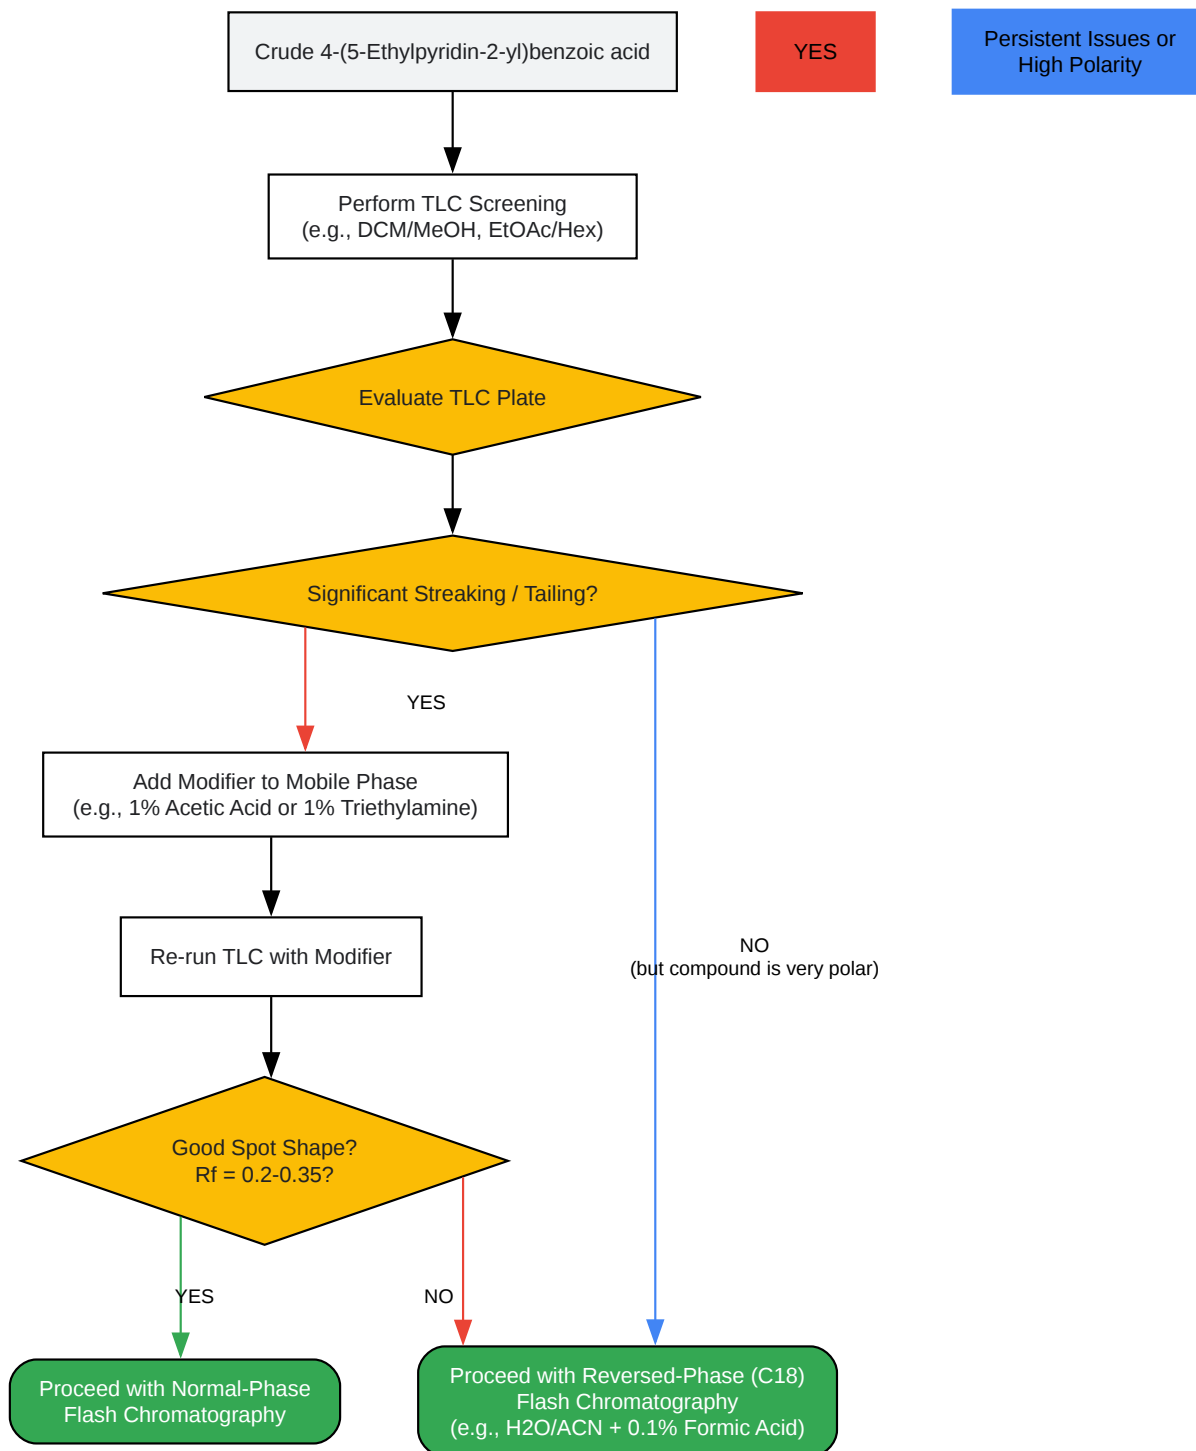 Crude 4-(5-Ethylpyridin-2-yl)benzoic acid
YES
Persistent Issues or
High Polarity
Perform TLC Screening
(e.g., DCM/MeOH, EtOAc/Hex)
Evaluate TLC Plate
Significant Streaking / Tailing?
YES
Add Modifier to Mobile Phase
(e.g., 1% Acetic Acid or 1% Triethylamine)
Re-run TLC with Modifier
NO
(but compound is very polar)
Good Spot Shape?
Rf = 0.2-0.35?
YES
NO
Proceed with Normal-Phase
Flash Chromatography
Proceed with Reversed-Phase (C18)
Flash Chromatography
(e.g., H2O/ACN + 0.1% Formic Acid)